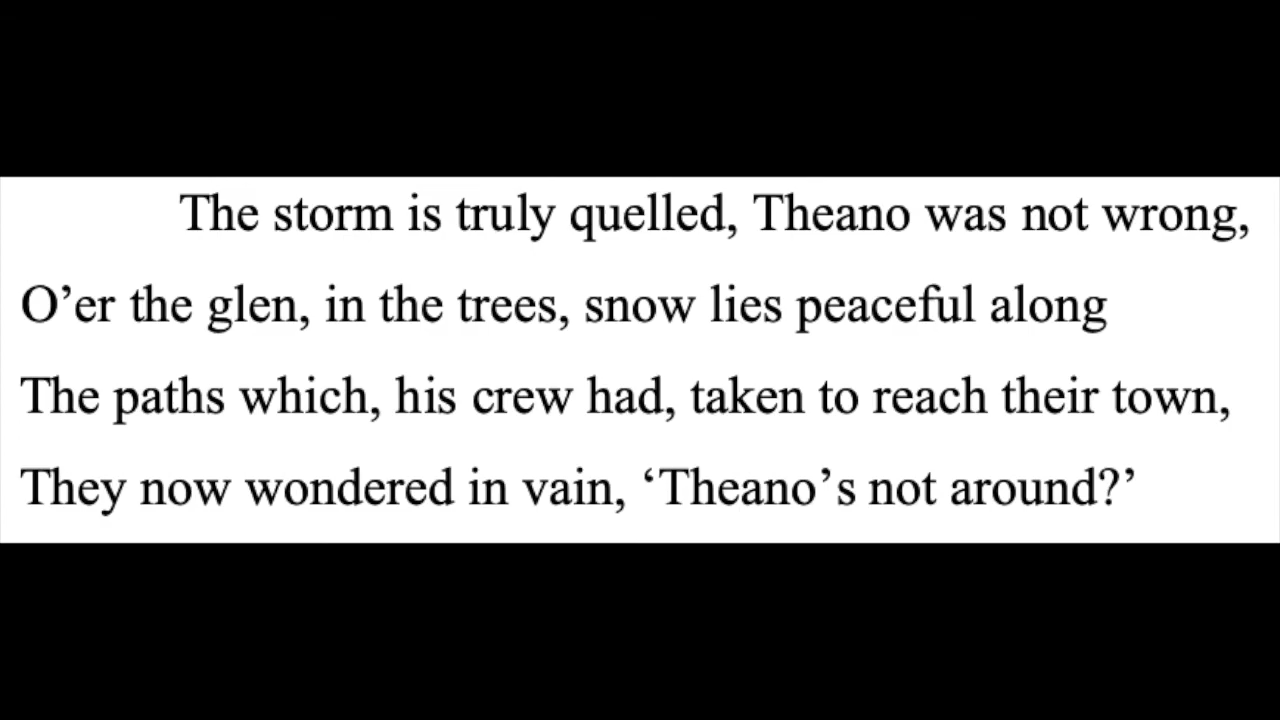 The storm is truly quelled, Theano was not wrong,
O’er the glen, in the trees, snow lies peaceful along
The paths which, his crew had, taken to reach their town,
They now wondered in vain, ‘Theano’s not around?’